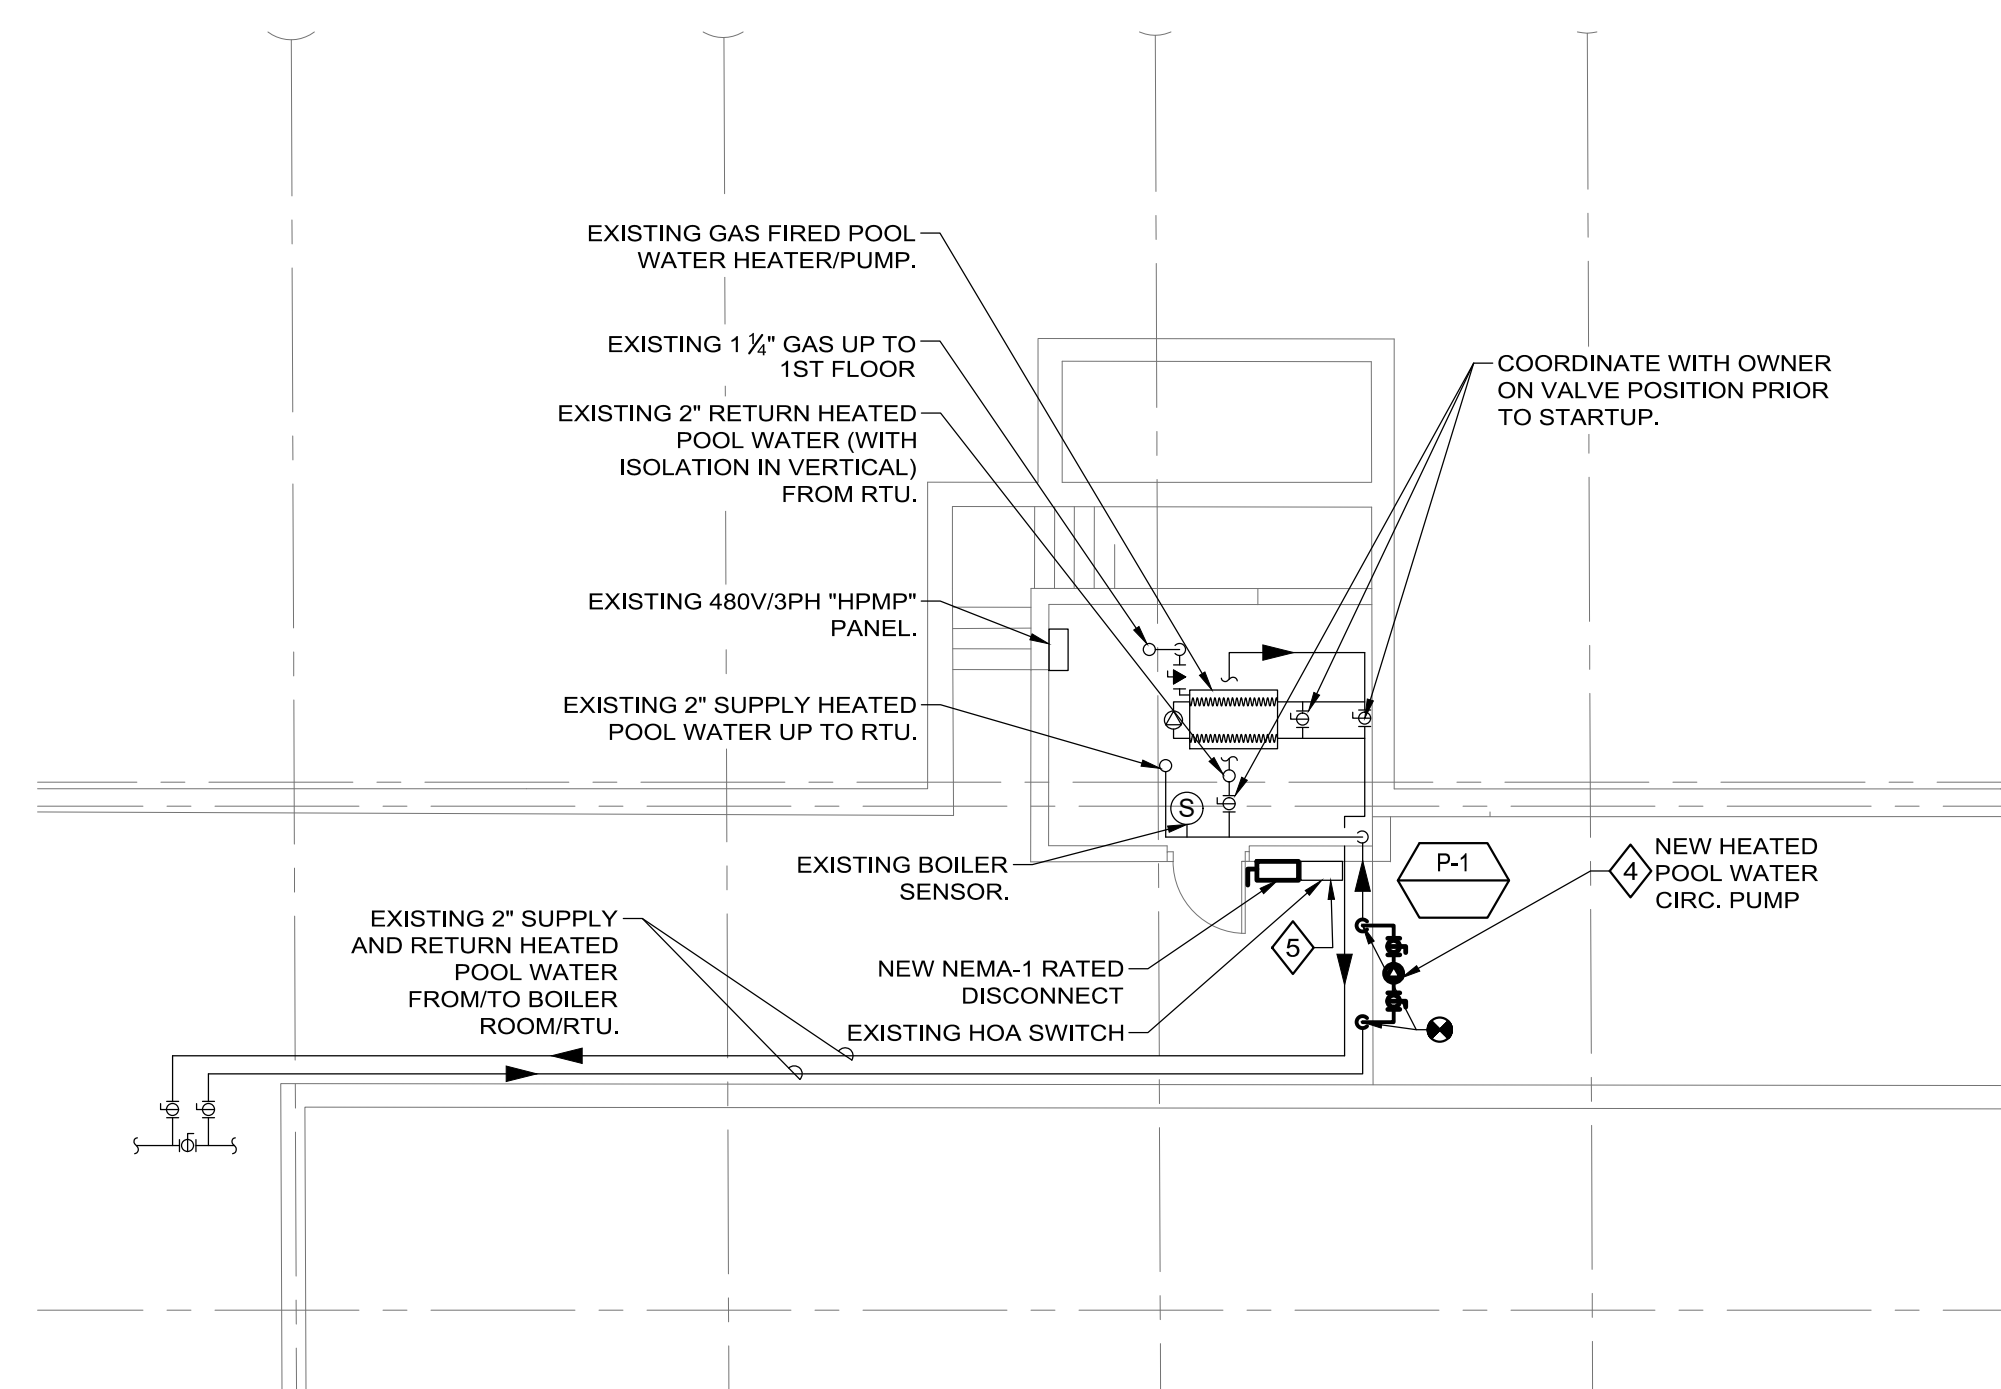 EXISTING GAS FIRED POOL
WATER HEATER/PUMP.
EXISTING 1 ¼" GAS UP TO
1ST FLOOR
EXISTING 2" RETURN HEATED
POOL WATER (WITH
ISOLATION IN VERTICAL)
FROM RTU.
COORDINATE WITH OWNER
ON VALVE POSITION PRIOR
TO STARTUP.
EXISTING 480V/3PH "HPMP"
PANEL.
EXISTING 2" SUPPLY HEATED
POOL WATER UP TO RTU.
S
EXISTING BOILER
SENSOR.
P-1
4
NEW HEATED
POOL WATER
CIRC. PUMP
EXISTING 2" SUPPLY
AND RETURN HEATED
POOL WATER
FROM/TO BOILER
ROOM/RTU.
5
NEW NEMA-1 RATED
DISCONNECT
EXISTING HOA SWITCH